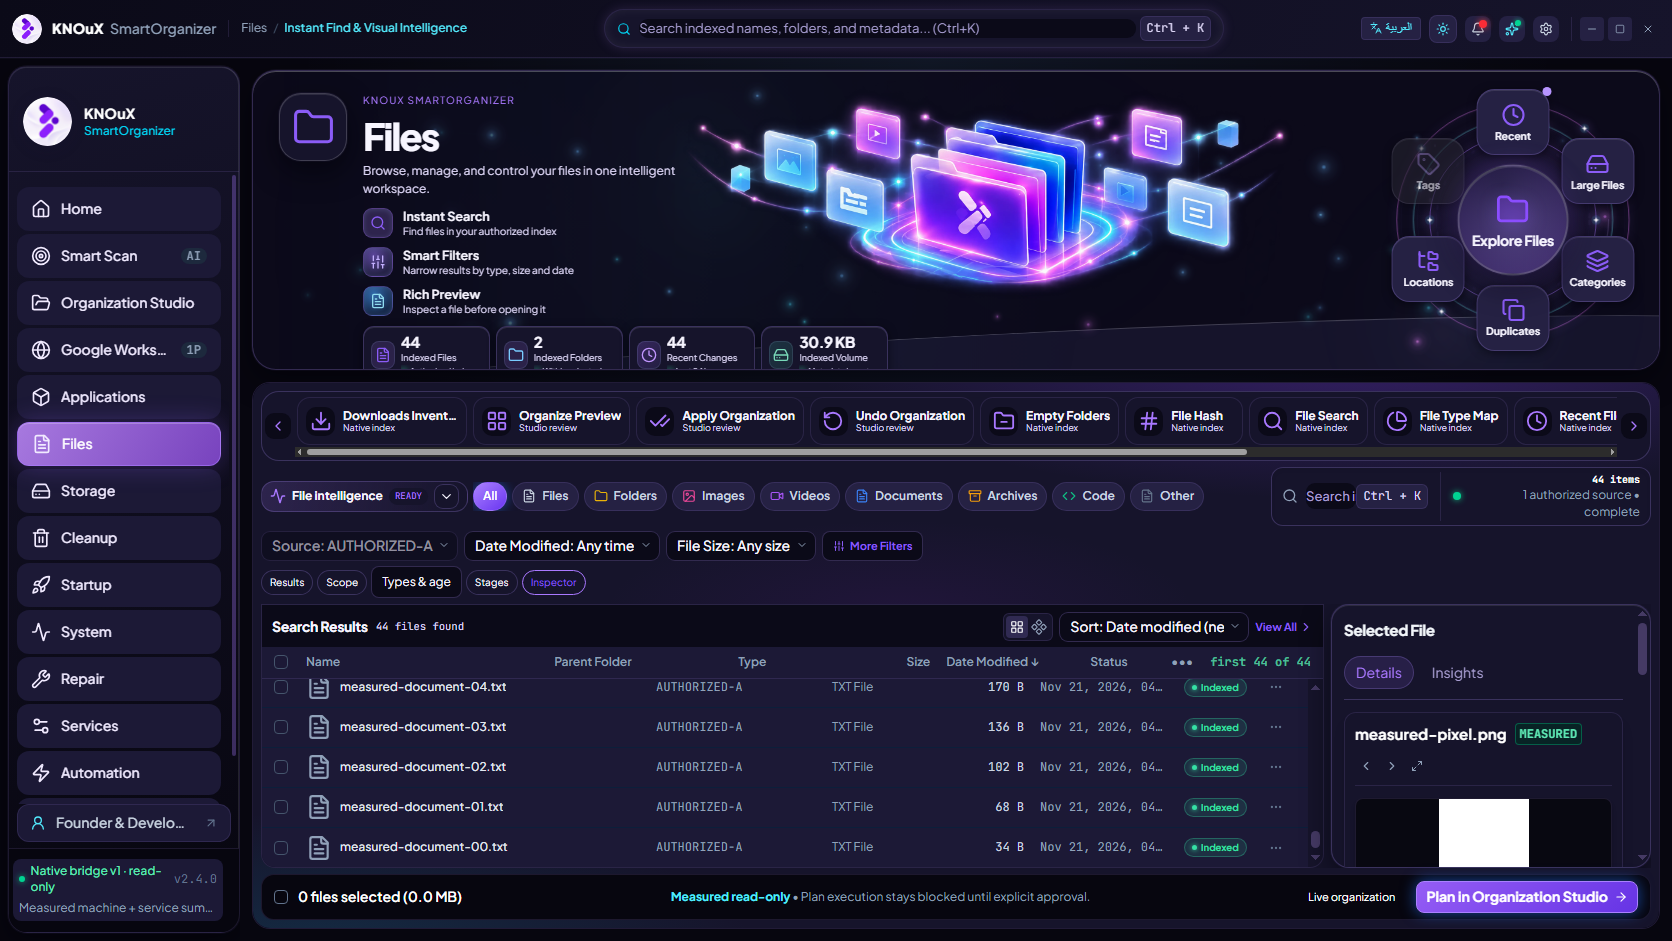 KNOuX SmartOrganizer
Files / Instant Find & Visual Intelligence
Search indexed names, folders, and metadata... (Ctrl+K)
Ctrl + K
العربية
KNOuX
SmartOrganizer
Home
Smart Scan AI
Organization Studio
Google Works... 1P
Applications
Files
Storage
Cleanup
Startup
System
Repair
Services
Automation
Founder & Develo...
Native bridge v1 · read-only
v2.4.0
Measured machine + service sum...
KNOUX SMARTORGANIZER
Files
Browse, manage, and control your files in one intelligent
workspace.
Instant Search
Find files in your authorized index
Smart Filters
Narrow results by type, size and date
Rich Preview
Inspect a file before opening it
44
Indexed Files
2
Indexed Folders
44
Recent Changes
30.9 KB
Indexed Volume
Recent
Tags
Large Files
Explore Files
Locations
Categories
Duplicates
Downloads Invent...
Native index
Organize Preview
Studio review
Apply Organization
Studio review
Undo Organization
Studio review
Empty Folders
Native index
File Hash
Native index
File Search
Native index
File Type Map
Native index
Recent Fil
Native index
File Intelligence READY
All
Files
Folders
Images
Videos
Documents
Archives
Code
Other
Search i Ctrl + K
44 items
1 authorized source •
complete
Source: AUTHORIZED-A
Date Modified: Any time
File Size: Any size
More Filters
Results
Scope
Types & age
Stages
Inspector
Search Results 44 files found
Sort: Date modified (ne
View All
Name Parent Folder Type Size Date Modified ↓ Status ••• first 44 of 44
measured-document-04.txt AUTHORIZED-A TXT File 170 B Nov 21, 2026, 04... Indexed ...
measured-document-03.txt AUTHORIZED-A TXT File 136 B Nov 21, 2026, 04... Indexed ...
measured-document-02.txt AUTHORIZED-A TXT File 102 B Nov 21, 2026, 04... Indexed ...
measured-document-01.txt AUTHORIZED-A TXT File 68 B Nov 21, 2026, 04... Indexed ...
measured-document-00.txt AUTHORIZED-A TXT File 34 B Nov 21, 2026, 04... Indexed ...
Selected File
Details
Insights
measured-pixel.png MEASURED
0 files selected (0.0 MB)
Measured read-only • Plan execution stays blocked until explicit approval.
Live organization
Plan in Organization Studio →